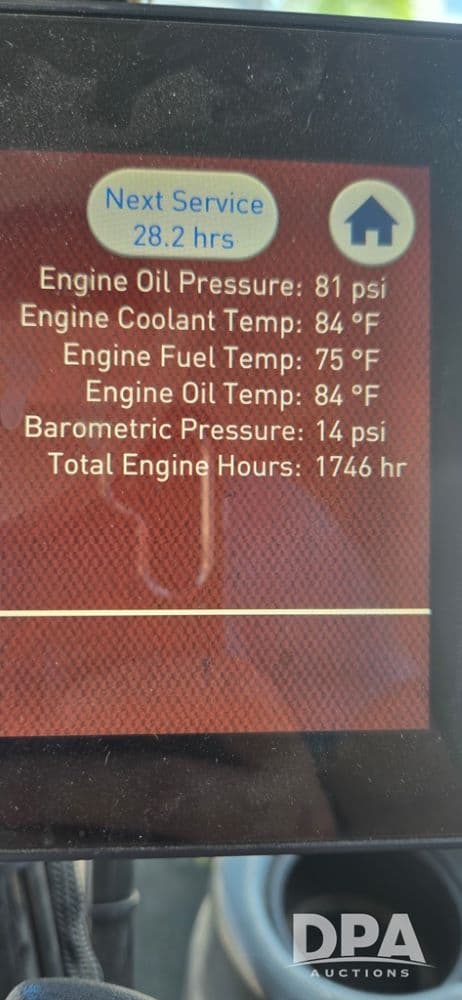 Next Service
28.2 hrs
Engine Oil Pressure: 81 psi
Engine Coolant Temp: 84 °F
Engine Fuel Temp: 75 °F
Engine Oil Temp: 84 °F
Barometric Pressure: 14 psi
Total Engine Hours: 1746 hr
DPA
AUCTIONS